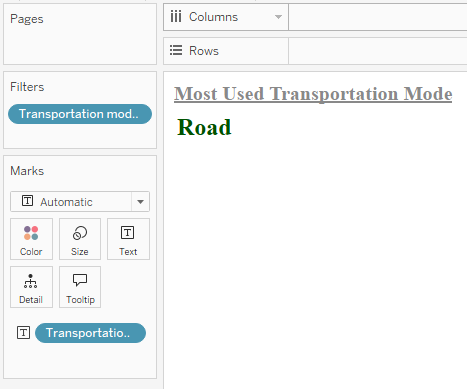 Pages
Columns
Rows
Filters
Transportation mod..
Marks
Automatic
Color
Size
Text
Detail
Tooltip
Transportatio..
Most Used Transportation Mode
Road